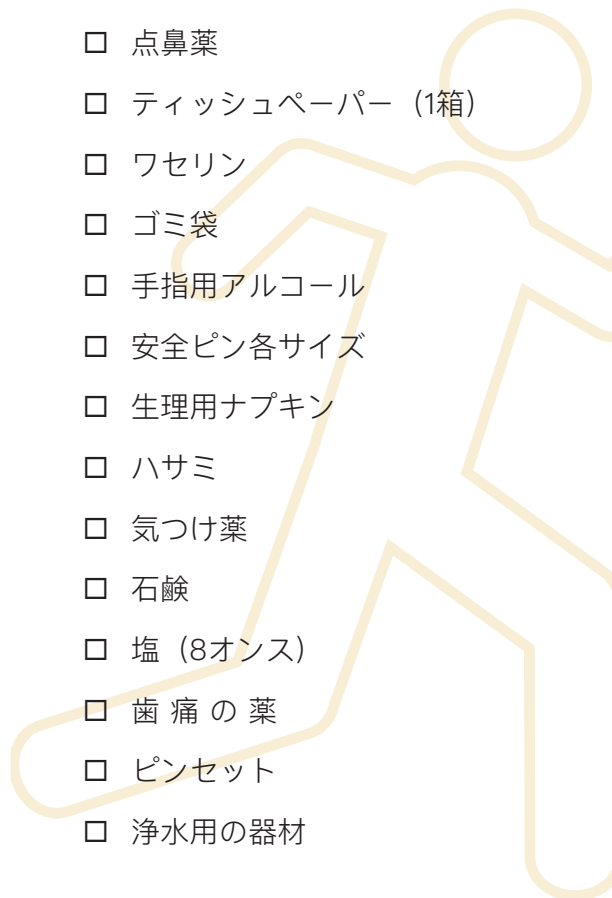 □ 点鼻薬
□ ティッシュペーパー（1箱）
□ ワセリン
□ ゴミ袋
□ 手指用アルコール
□ 安全ピン各サイズ
□ 生理用ナプキン
□ ハサミ
□ 気つけ薬
□ 石鹸
□ 塩（8オンス）
□ 歯 痛 の 薬
□ ピンセット
□ 浄水用の器材